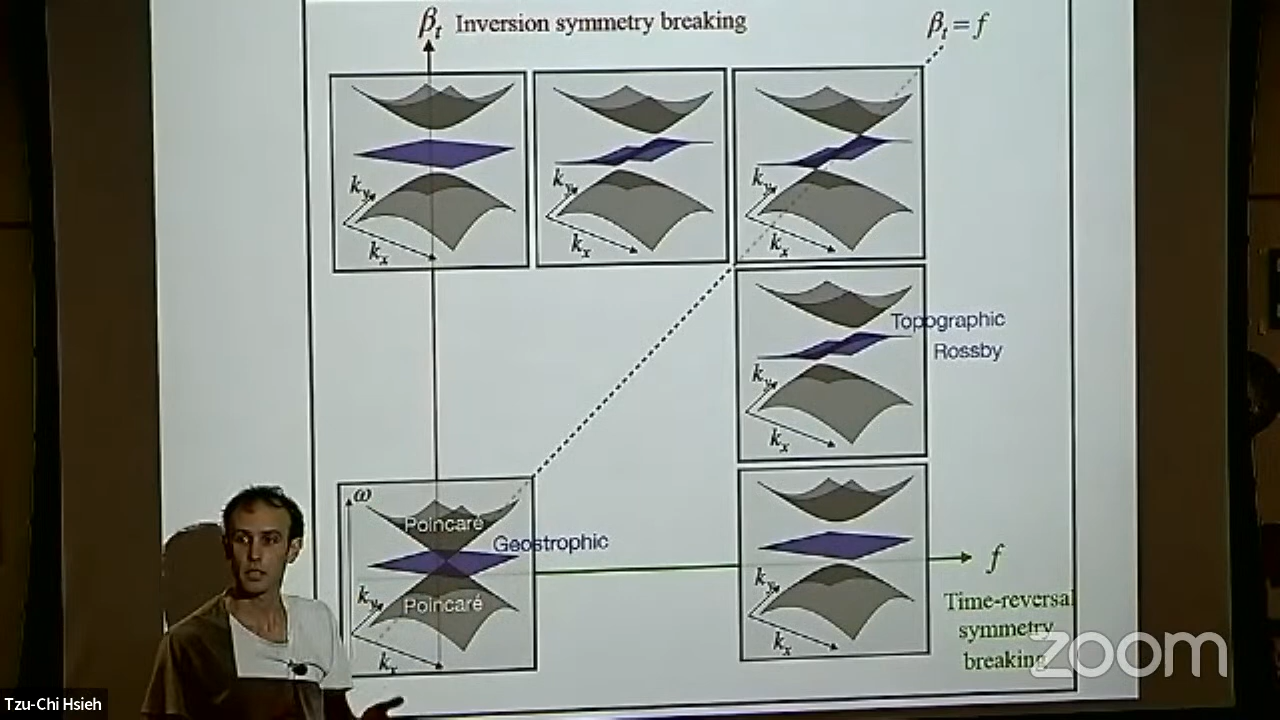 βt Inversion symmetry breaking
βt = f
ky
kx
ky
kx
ky
kx
Topographic
Rossby
ky
kx
ω
Poincaré
Geostrophic
Poincaré
ky
kx
f
ky
kx
Time-reversal
symmetry
breaking
zoom
Tzu-Chi Hsieh